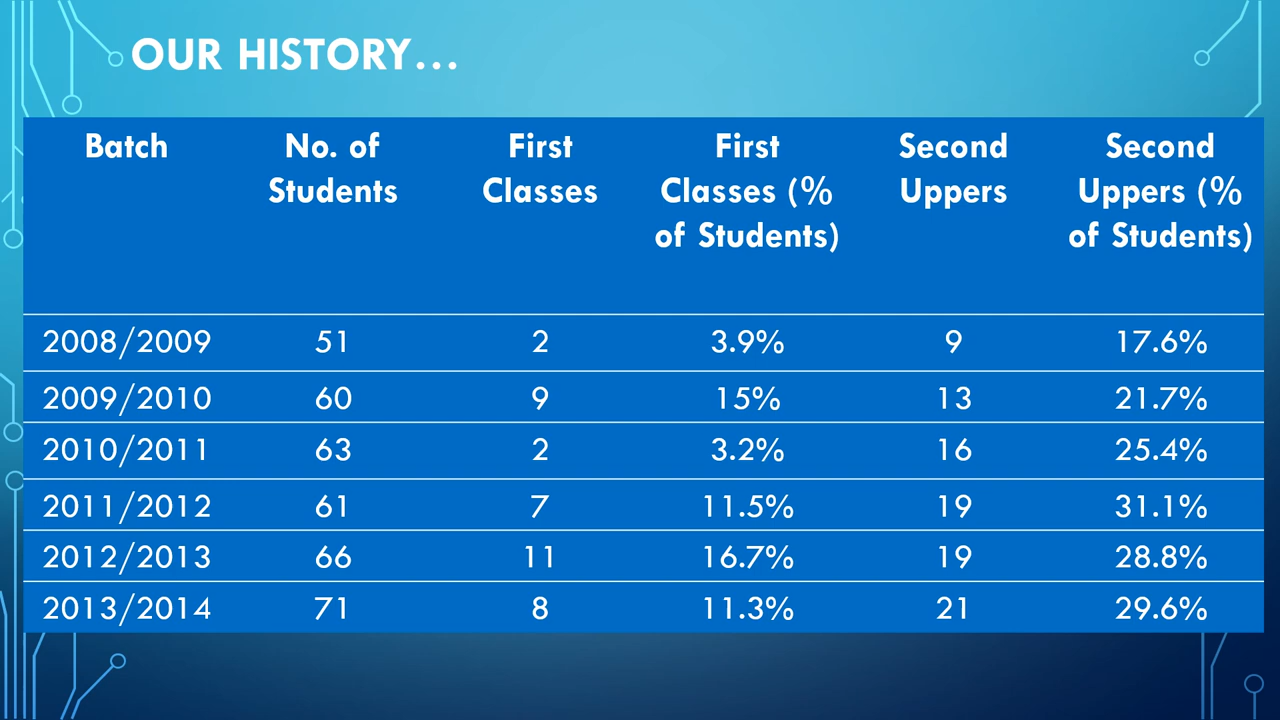 OUR HISTORY...
Batch No. of Students First Classes First Classes (% of Students) Second Uppers Second Uppers (% of Students)
2008/2009 51 2 3.9% 9 17.6%
2009/2010 60 9 15% 13 21.7%
2010/2011 63 2 3.2% 16 25.4%
2011/2012 61 7 11.5% 19 31.1%
2012/2013 66 11 16.7% 19 28.8%
2013/2014 71 8 11.3% 21 29.6%